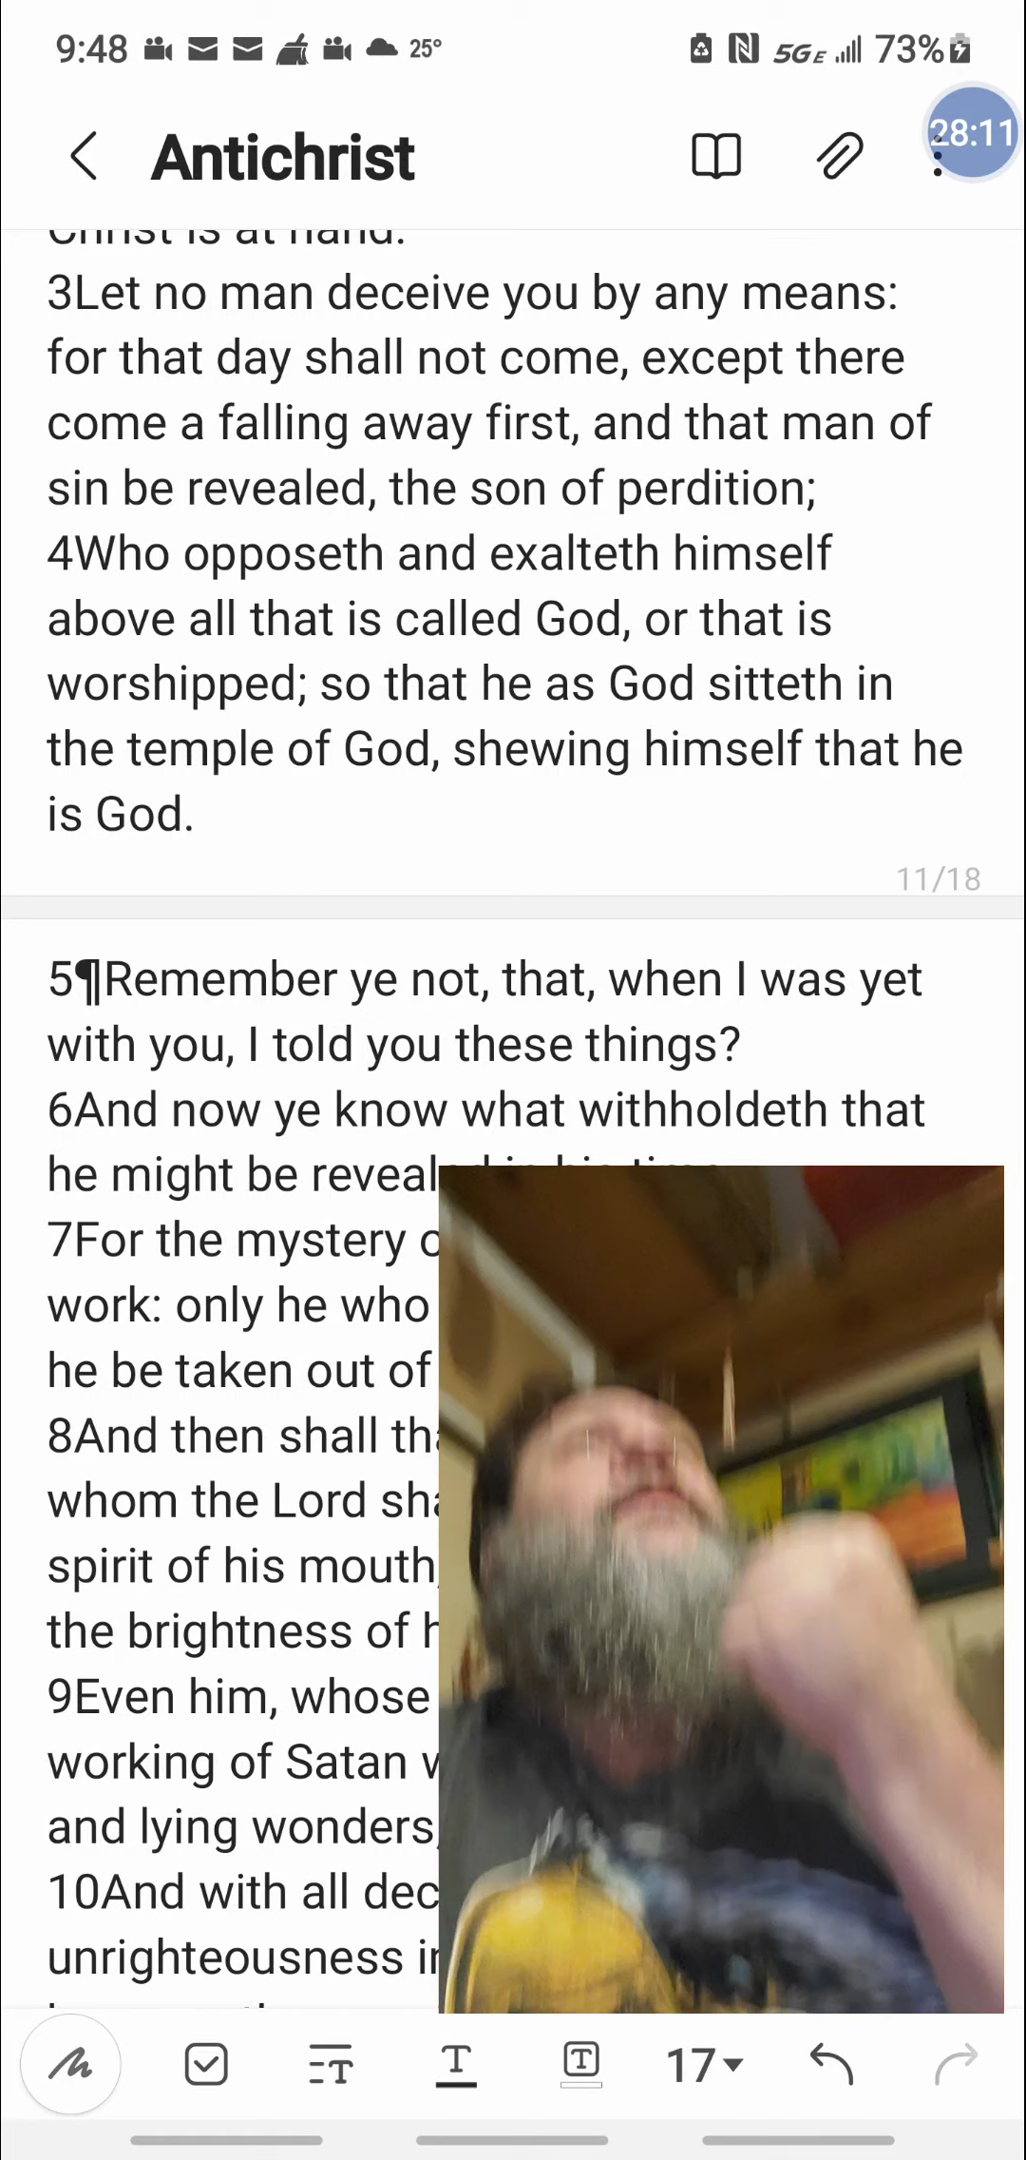 9:48 25°
5GE 73%
28:11
Antichrist
Christ is at hand.
3Let no man deceive you by any means:
for that day shall not come, except there
come a falling away first, and that man of
sin be revealed, the son of perdition;
4Who opposeth and exalteth himself
above all that is called God, or that is
worshipped; so that he as God sitteth in
the temple of God, shewing himself that he
is God.
11/18
5¶Remember ye not, that, when I was yet
with you, I told you these things?
6And now ye know what withholdeth that
he might be reveal
7For the mystery
work: only he who
he be taken out of
8And then shall
whom the Lord
spirit of his mouth,
the brightness of
9Even him, whose
working of Satan
and lying wonders,
10And with all dec
unrighteousness
17